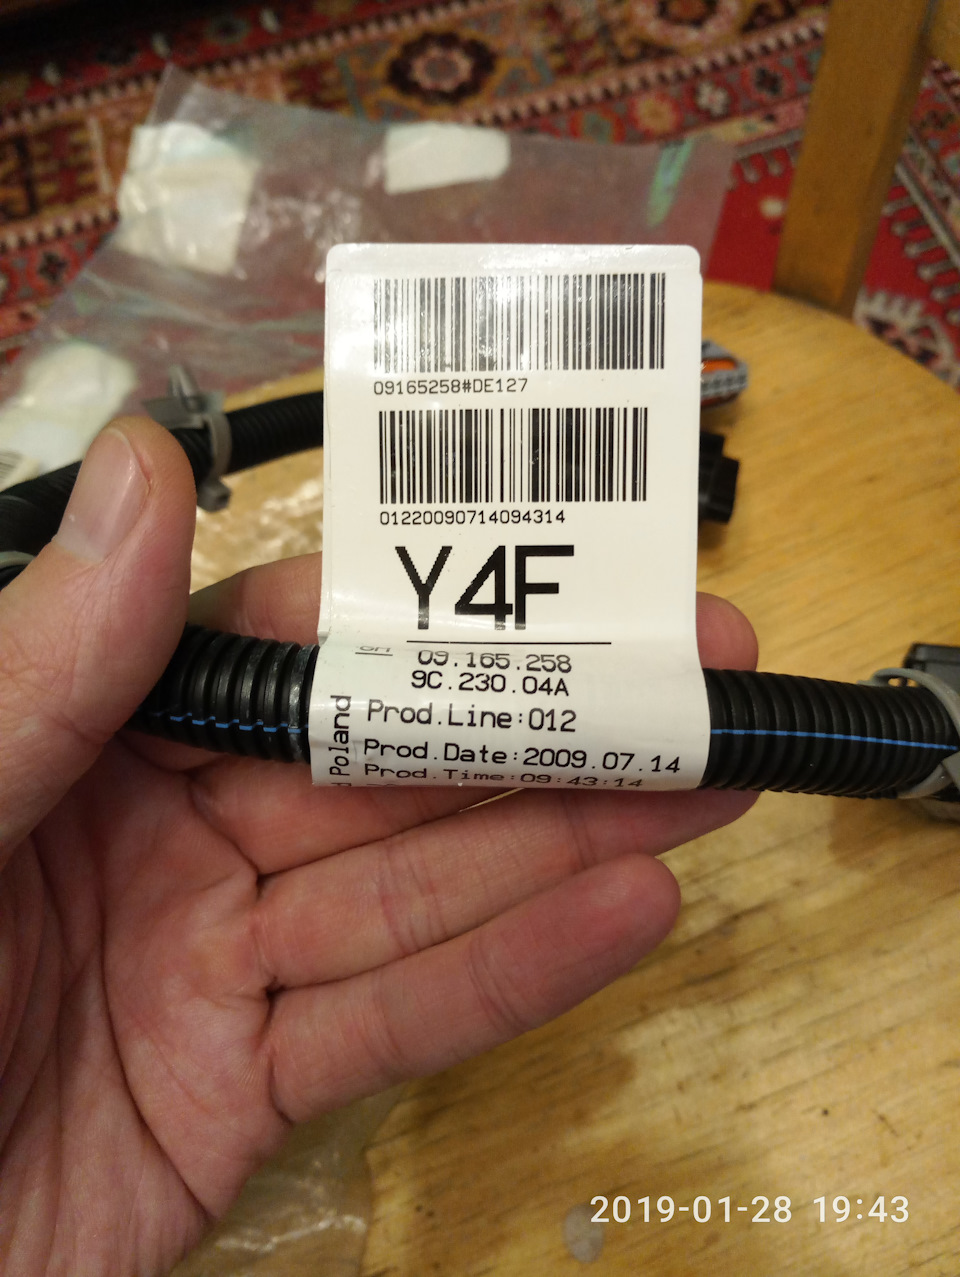 09165258#DE127
01220090714094314
Y4F
GM
09.165.258
9C.230.04A
Prod.Line:012
Prod.Date:2009.07.14
Prod.Time:09:43:14
Poland
2019-01-28 19:43